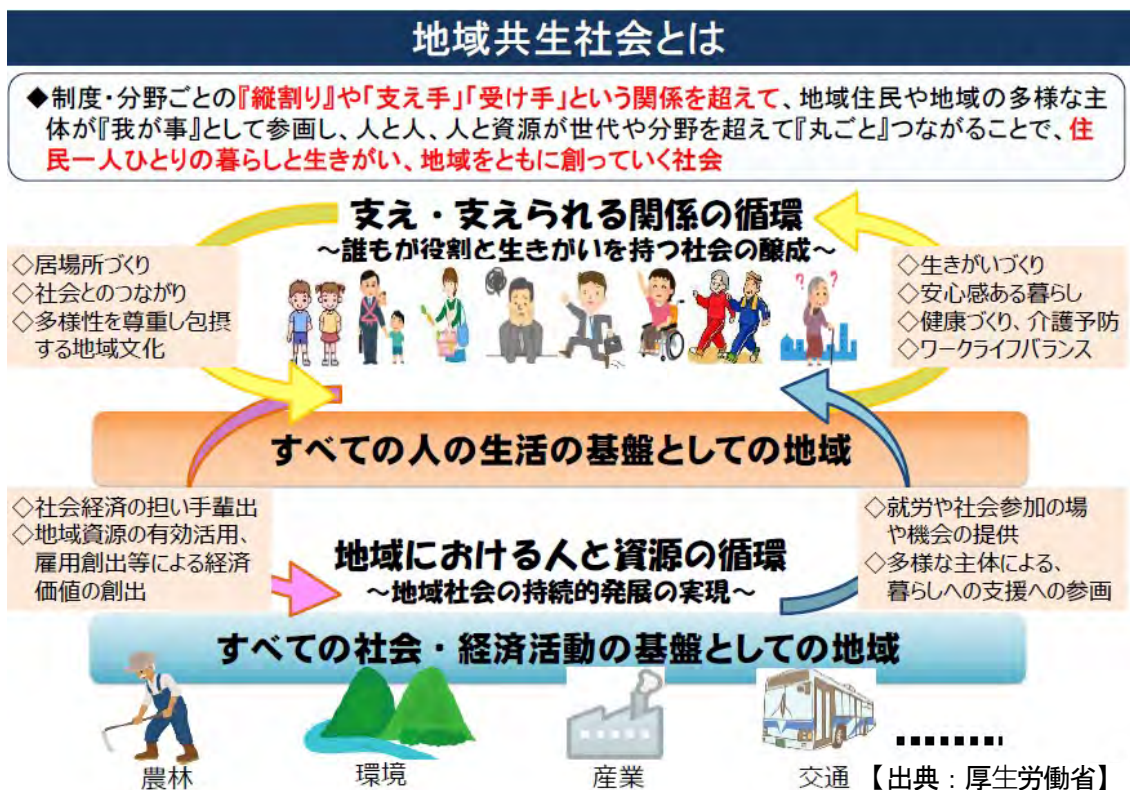 地域共生社会とは
◆制度・分野ごとの『縦割り』や「支え手」「受け手」という関係を超えて、地域住民や地域の多様な主
体が『我が事』として参画し、人と人、人と資源が世代や分野を超えて『丸ごと』つながることで、住
民一人ひとりの暮らしと生きがい、地域をともに創っていく社会
支え・支えられる関係の循環
～誰もが役割と生きがいを持つ社会の醸成～
◇居場所づくり
◇社会とのつながり
◇多様性を尊重し包摂
する地域文化
◇生きがいづくり
◇安心感ある暮らし
◇健康づくり、介護予防
◇ワークライフバランス
すべての人の生活の基盤としての地域
◇社会経済の担い手輩出
◇地域資源の有効活用、
雇用創出等による経済
価値の創出
地域における人と資源の循環
～地域社会の持続的発展の実現～
◇就労や社会参加の場
や機会の提供
◇多様な主体による、
暮らしへの支援への参画
すべての社会・経済活動の基盤としての地域
農林
環境
産業
交通
【出典：厚生労働省】